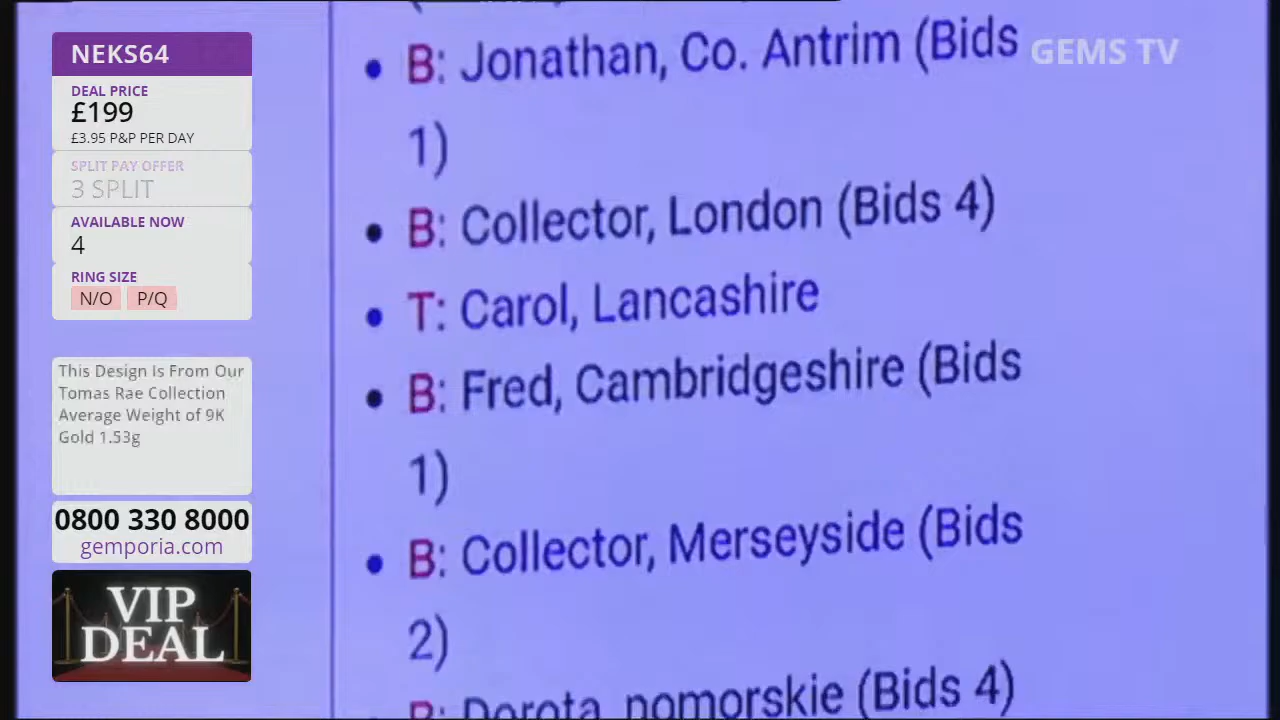 NEKS64
DEAL PRICE
£199
£3.95 P&P PER DAY
SPLIT PAY OFFER
3 SPLIT
AVAILABLE NOW
4
RING SIZE
N/O P/Q
This Design Is From Our
Tomas Rae Collection
Average Weight of 9K
Gold 1.53g
0800 330 8000
gemporia.com
VIP
DEAL
GEMS TV
B: Jonathan, Co. Antrim (Bids
1)
B: Collector, London (Bids 4)
T: Carol, Lancashire
B: Fred, Cambridgeshire (Bids
1)
B: Collector, Merseyside (Bids
2)
B: Dorota, pomorskie (Bids 4)